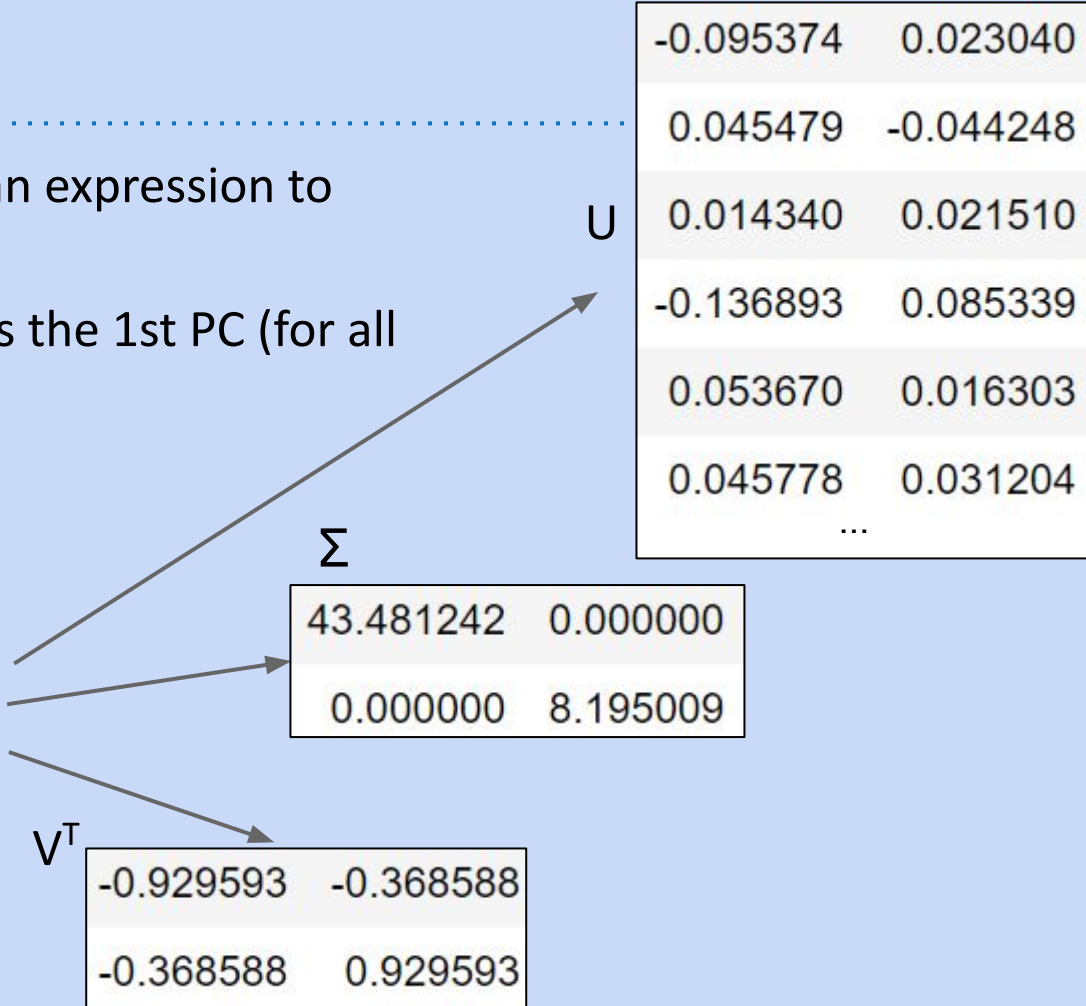 -0.095374 0.023040
0.045479 -0.044248
an expression to
U
0.014340 0.021510
-0.136893 0.085339
s the 1st PC (for all
0.053670 0.016303
0.045778 0.031204
...
Σ
43.481242 0.000000
0.000000 8.195009
Vᵀ
-0.929593 -0.368588
-0.368588 0.929593